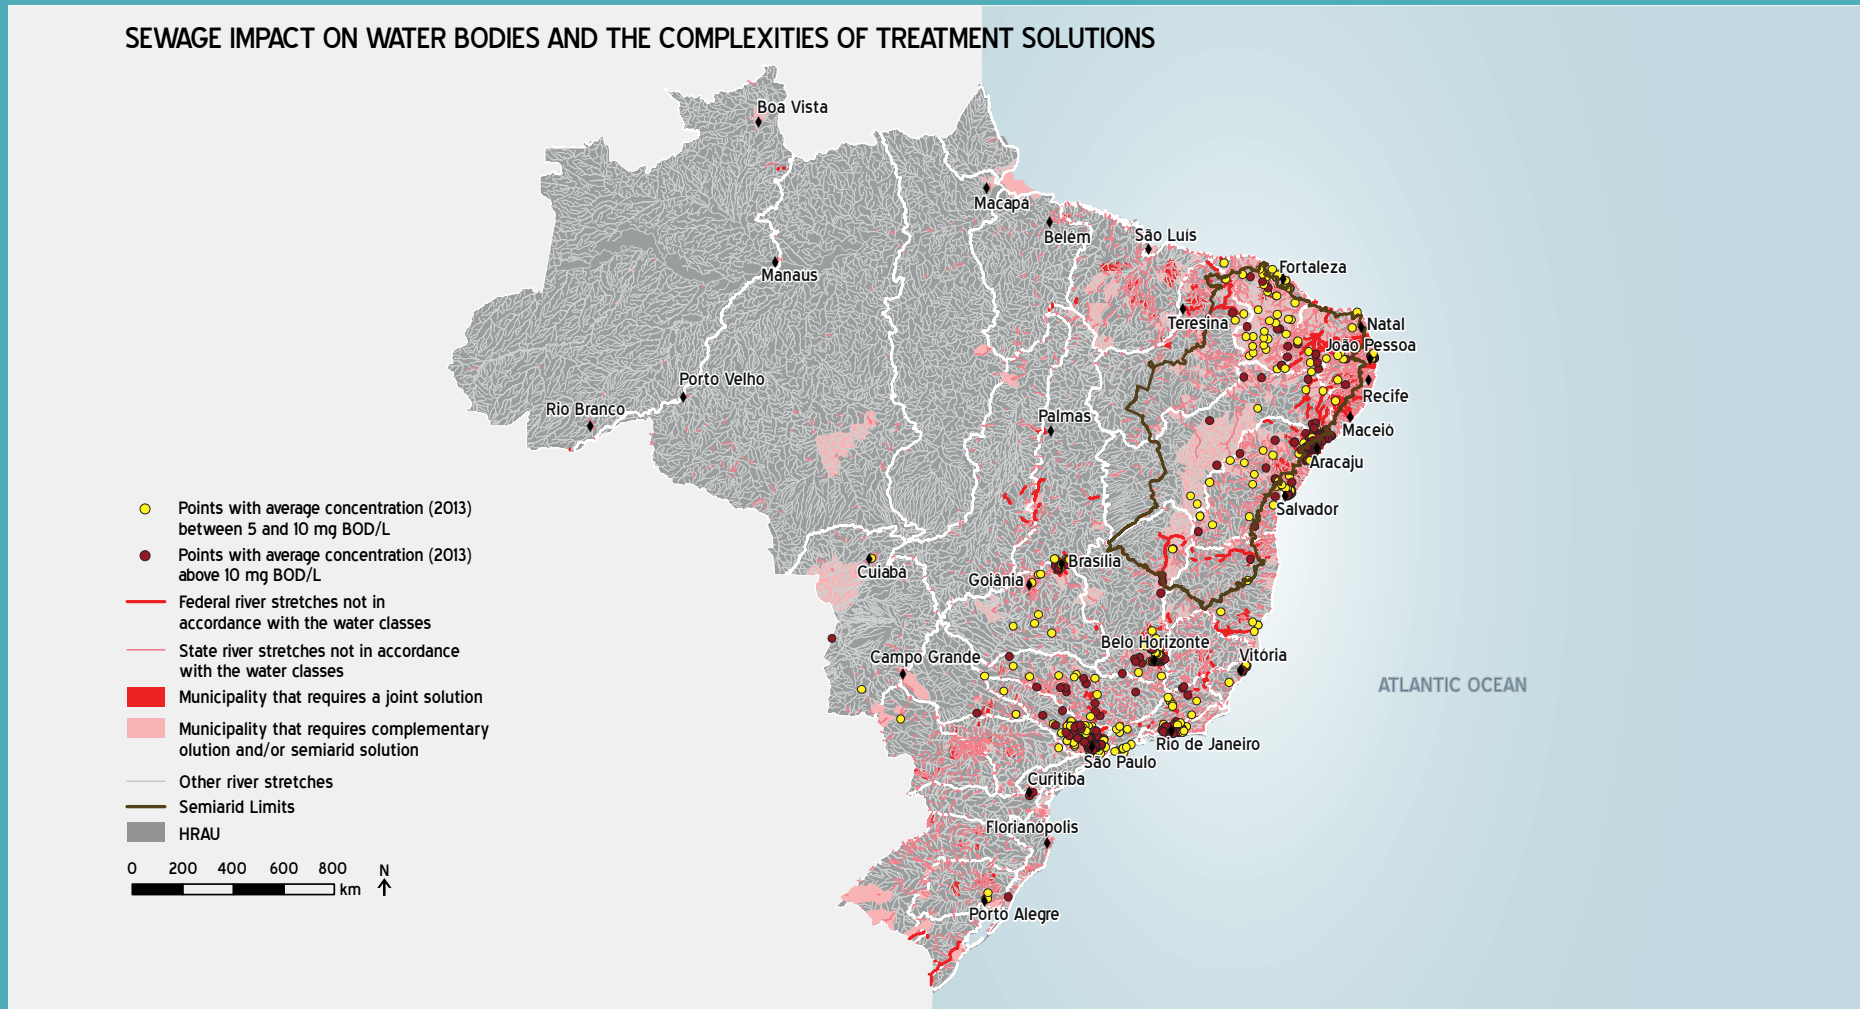 SEWAGE IMPACT ON WATER BODIES AND THE COMPLEXITIES OF TREATMENT SOLUTIONS
Boa Vista
Macapá
Belém
São Luís
Manaus
Fortaleza
Teresina
Natal
João Pessoa
Porto Velho
Recife
Rio Branco
Palmas
Maceió
Aracaju
Salvador
Cuiabá
Goiânia
Brasília
Belo Horizonte
Vitória
Campo Grande
ATLANTIC OCEAN
Rio de Janeiro
São Paulo
Curitiba
Florianópolis
Porto Alegre
Points with average concentration (2013)
between 5 and 10 mg BOD/L
Points with average concentration (2013)
above 10 mg BOD/L
Federal river stretches not in
accordance with the water classes
State river stretches not in accordance
with the water classes
Municipality that requires a joint solution
Municipality that requires complementary
olution and/or semiarid solution
Other river stretches
Semiarid Limits
HRAU
0 200 400 600 800
km
N